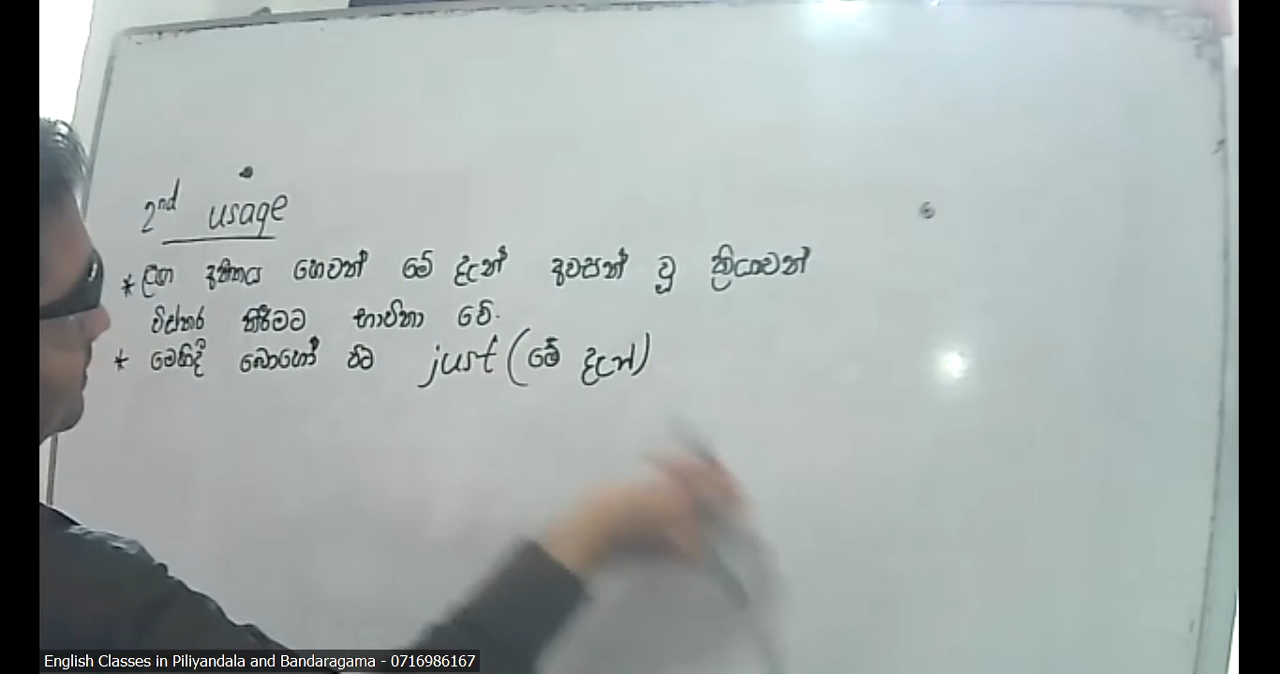 2nd usage
* ළඟ අතීතය හෙවත් මේ දැන් අවසන් වූ ක්‍රියාවන්
විස්තර කිරීමට භාවිතා වේ.
* මෙහිදී බොහෝ විට just (මේ දැන්)
English Classes in Piliyandala and Bandaragama - 0716986167